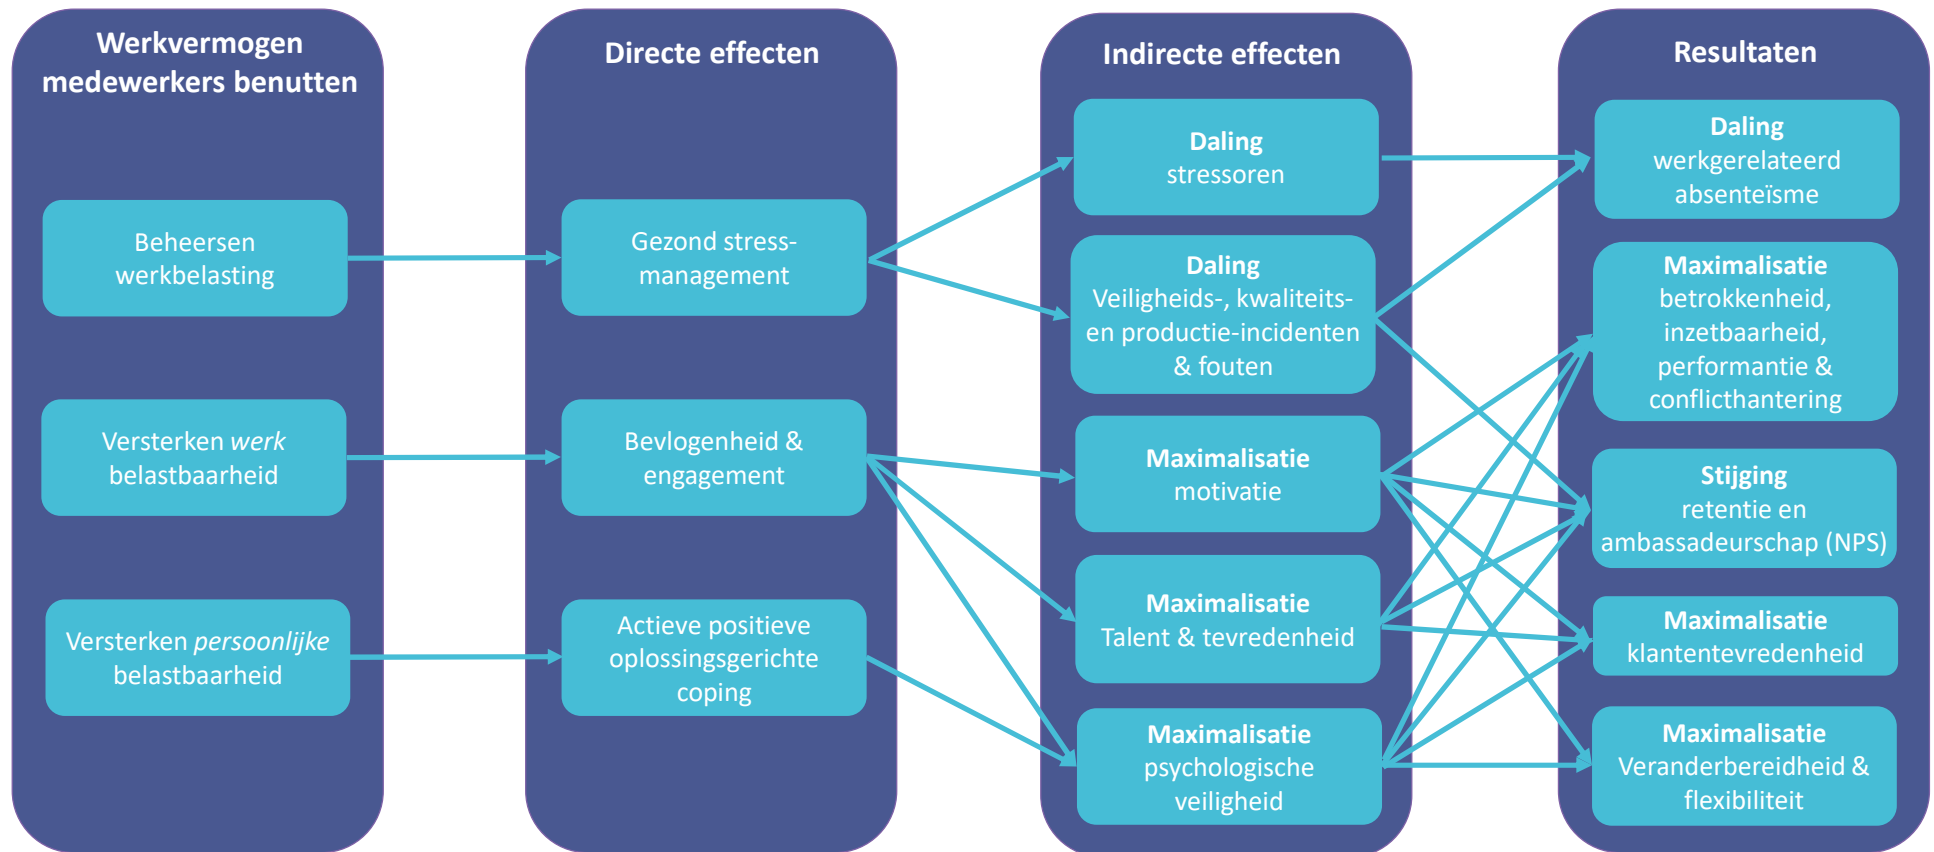 Werkvermogen
medewerkers benutten
Beheersen
werkbelasting
Versterken werk
belastbaarheid
Versterken persoonlijke
belastbaarheid
Directe effecten
Gezond stress-
management
Bevlogenheid &
engagement
Actieve positieve
oplossingsgerichte
coping
Indirecte effecten
Daling
stressoren
Daling
Veiligheids-, kwaliteits-
en productie-incidenten
& fouten
Maximalisatie
motivatie
Maximalisatie
Talent & tevredenheid
Maximalisatie
psychologische
veiligheid
Resultaten
Daling
werkgerelateerd
absenteïsme
Maximalisatie
betrokkenheid,
inzetbaarheid,
performantie &
conflicthantering
Stijging
retentie en
ambassadeurschap (NPS)
Maximalisatie
klantentevredenheid
Maximalisatie
Veranderbereidheid &
flexibiliteit